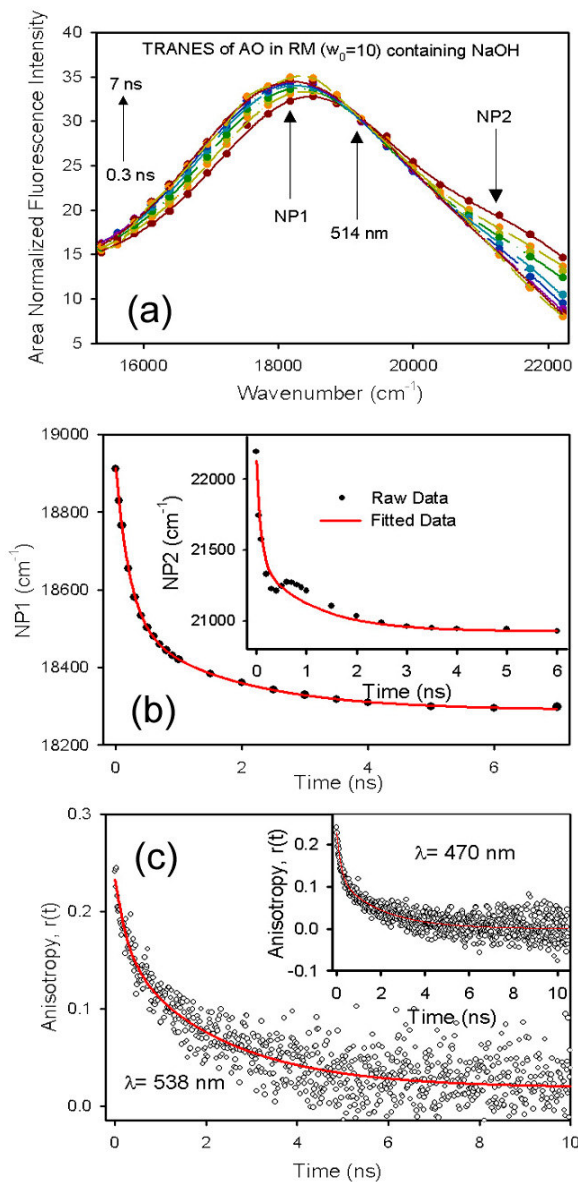 TRANES of AO in RM (w₀=10) containing NaOH
40
35
30
25
20
15
10
5
7 ns
0.3 ns
NP1
514 nm
NP2
(a)
Area Normalized Fluorescence Intensity
16000 18000 20000 22000
Wavenumber (cm⁻¹)
19000
18800
18600
18400
18200
NP1 (cm⁻¹)
22000
21500
21000
NP2 (cm⁻¹)
Raw Data
Fitted Data
0 1 2 3 4 5 6
Time (ns)
(b)
0 2 4 6
Time (ns)
0.3
0.2
0.1
0.0
Anisotropy, r(t)
(c)
λ= 538 nm
0.2
0.1
0.0
-0.1
Anisotropy, r(t)
λ= 470 nm
0 2 4 6 8 10
Time (ns)
0 2 4 6 8 10
Time (ns)